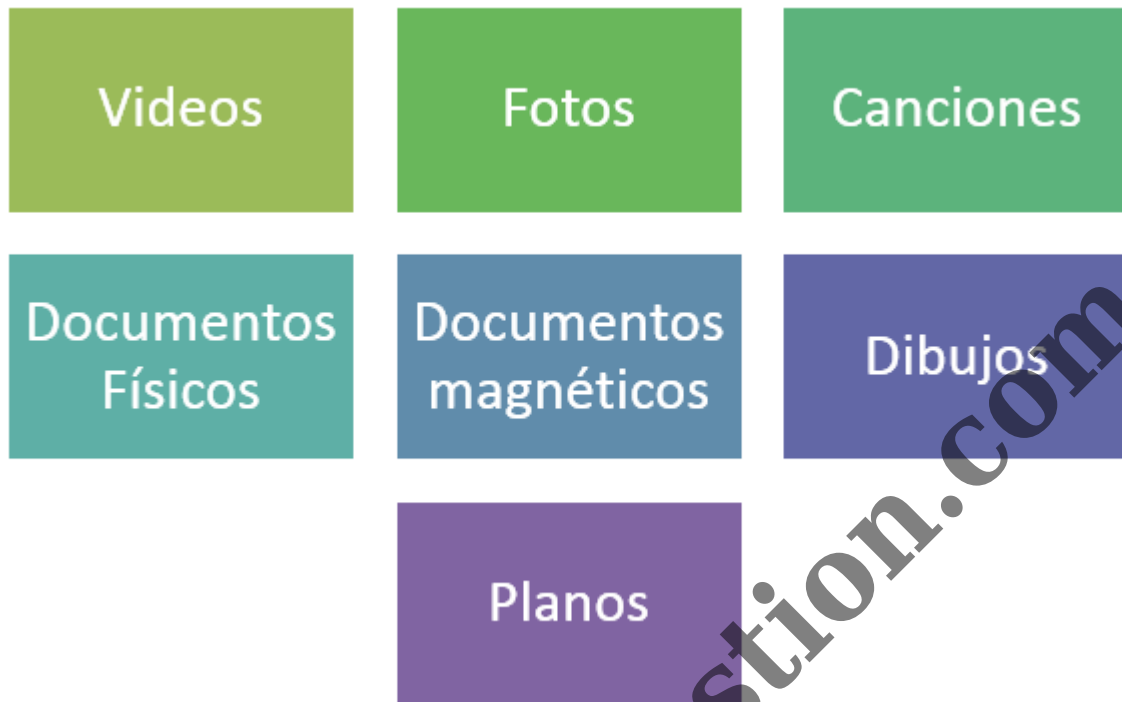 Videos
Fotos
Canciones
Documentos
Físicos
Documentos
magnéticos
Dibujos
Planos
stion.com